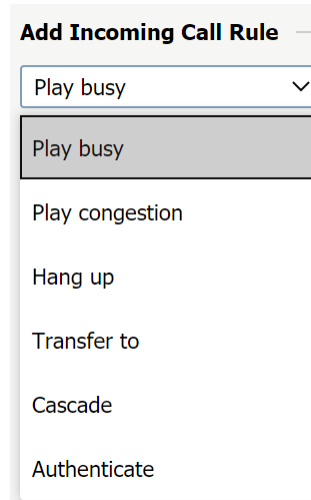 Add Incoming Call Rule
Play busy
Play busy
Play congestion
Hang up
Transfer to
Cascade
Authenticate